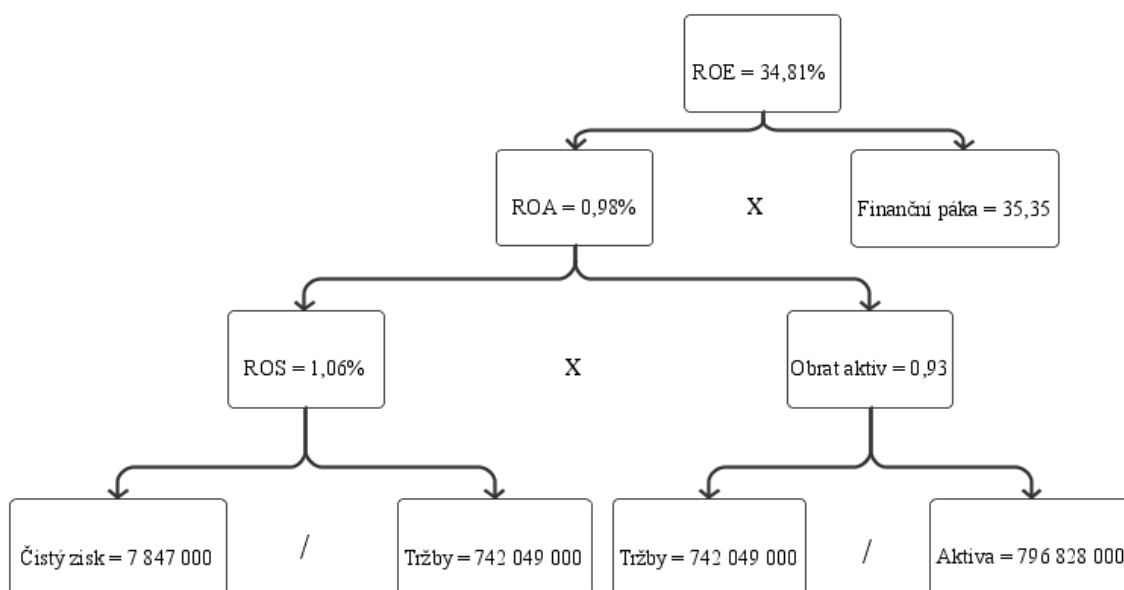 ROE = 34,81%
ROA = 0,98%
X
Finanční páka = 35,35
ROS = 1,06%
X
Obrat aktiv = 0,93
Čistý zisk = 7 847 000
/
Tržby = 742 049 000
Tržby = 742 049 000
/
Aktiva = 796 828 000